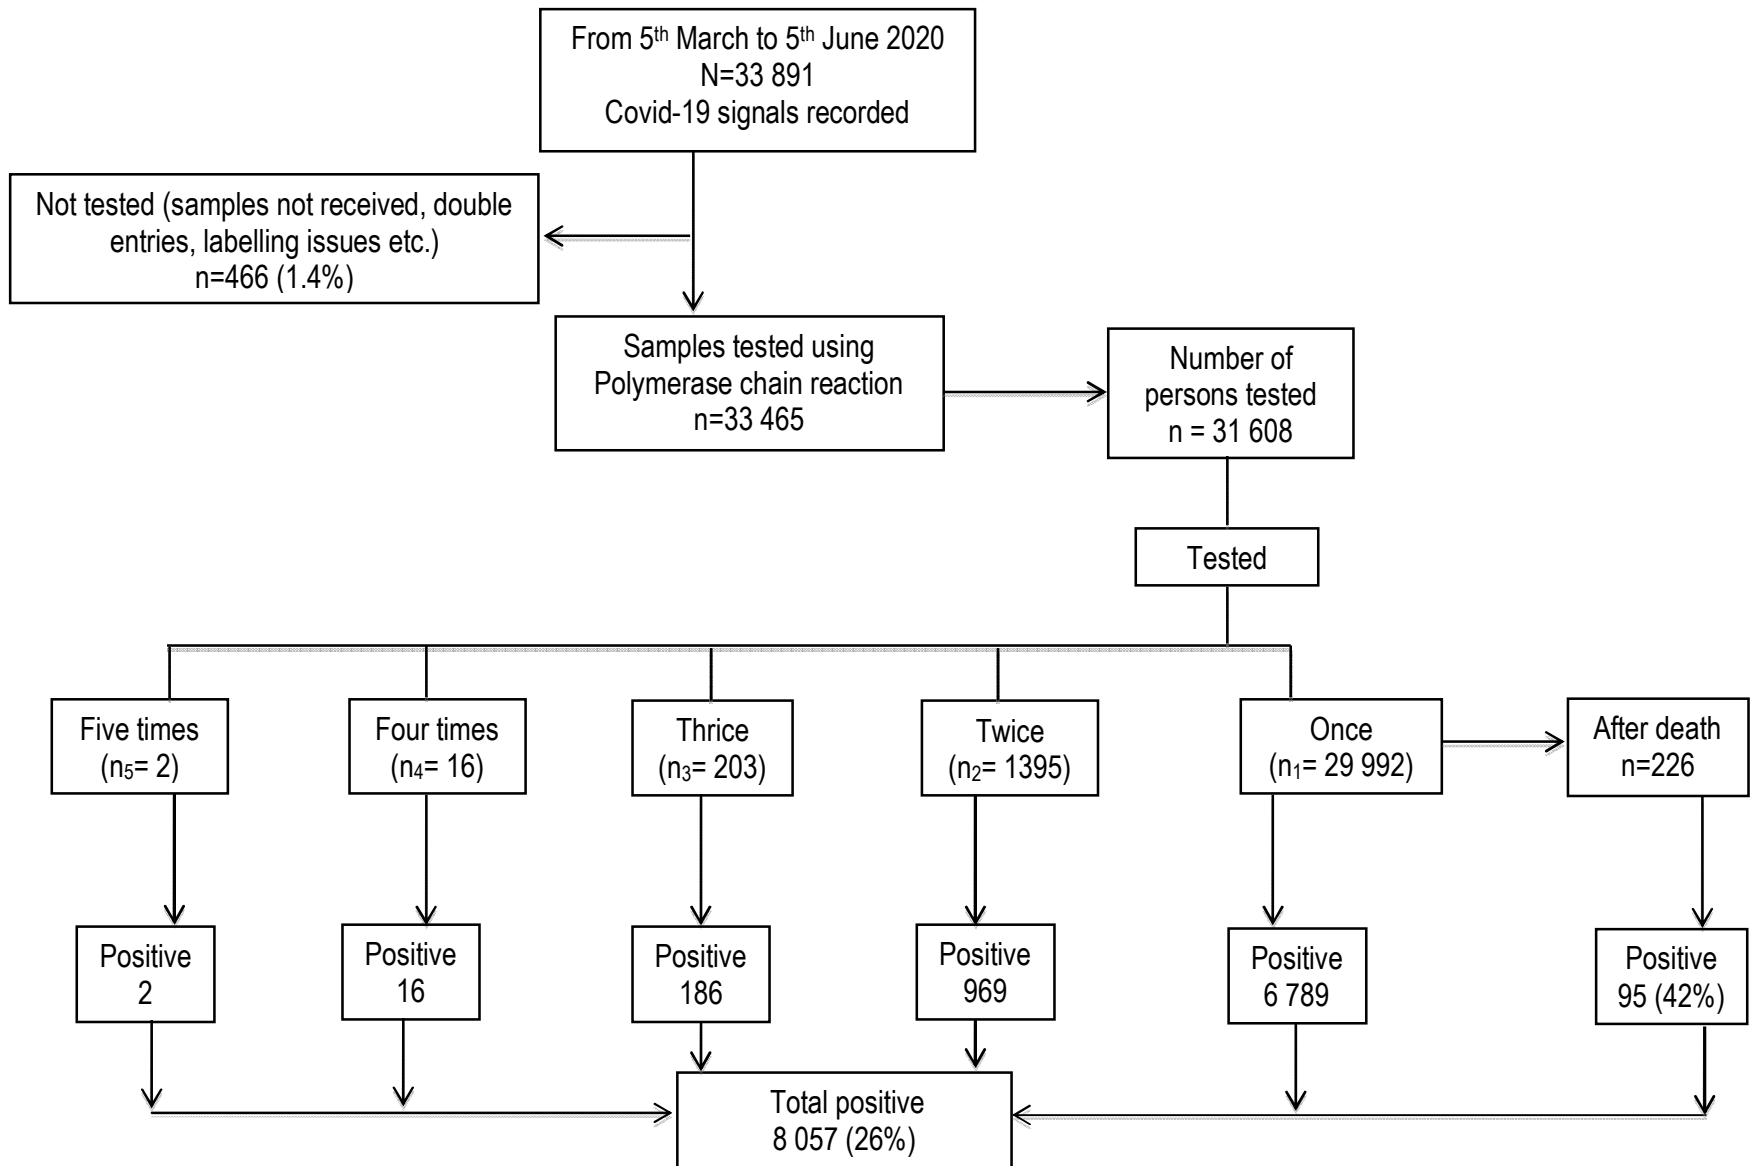 From 5th March to 5th June 2020
N=33 891
Covid-19 signals recorded
Not tested (samples not received, double
entries, labelling issues etc.)
n=466 (1.4%)
Samples tested using
Polymerase chain reaction
n=33 465
Number of
persons tested
n = 31 608
Tested
Five times
(n5= 2)
Four times
(n4= 16)
Thrice
(n3= 203)
Twice
(n2= 1395)
Once
(n1= 29 992)
After death
n=226
Positive
2
Positive
16
Positive
186
Positive
969
Positive
6 789
Positive
95 (42%)
Total positive
8 057 (26%)